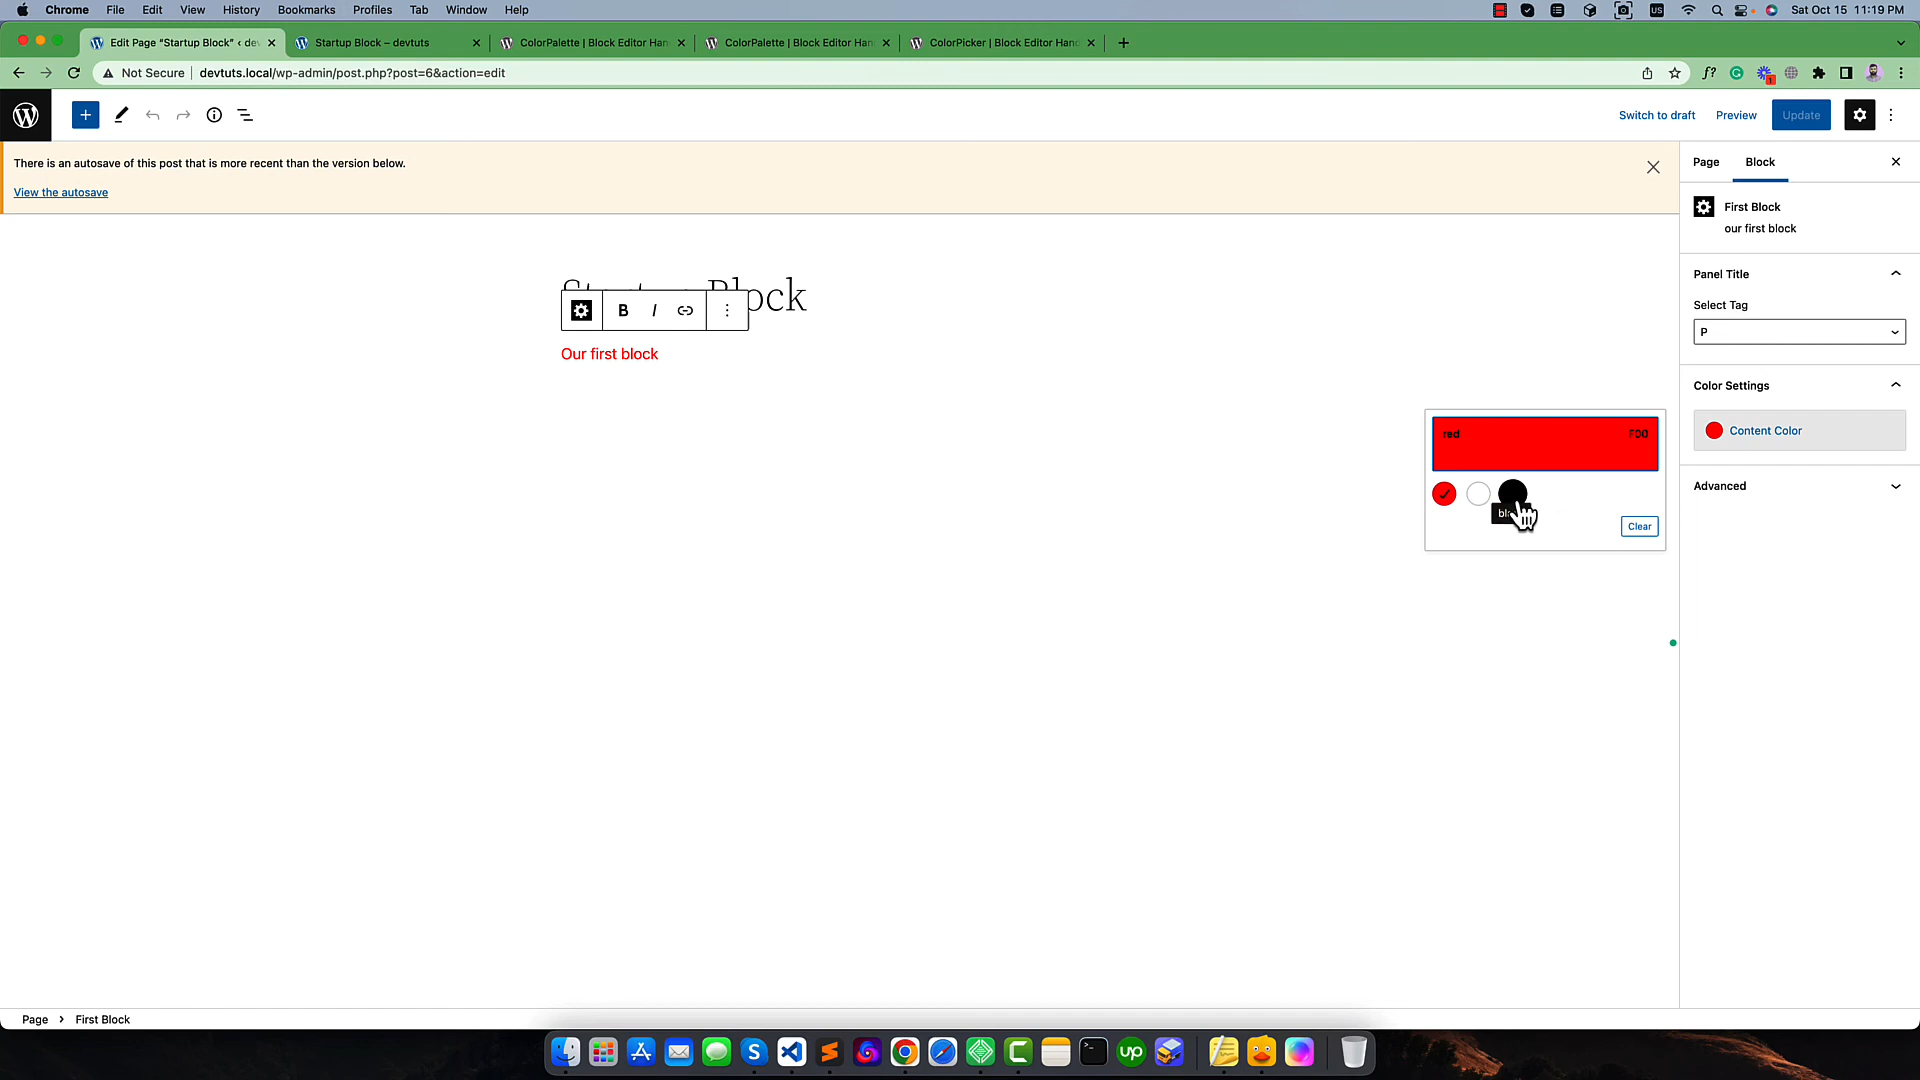 Chrome File Edit View History Bookmarks Profiles Tab Window Help
US Sat Oct 15 11:19 PM
Edit Page "Startup Block" ‹ dev
Startup Block – devtuts
ColorPalette | Block Editor Han
ColorPalette | Block Editor Han
ColorPicker | Block Editor Hand
Not Secure devtuts.local/wp-admin/post.php?post=6&action=edit
f? 1
Switch to draft Preview Update
There is an autosave of this post that is more recent than the version below.
View the autosave
Page Block
First Block
our first block
Block
B I
Our first block
Panel Title
Select Tag
P
Color Settings
Content Color
Advanced
red F00
Clear
Page › First Block
up